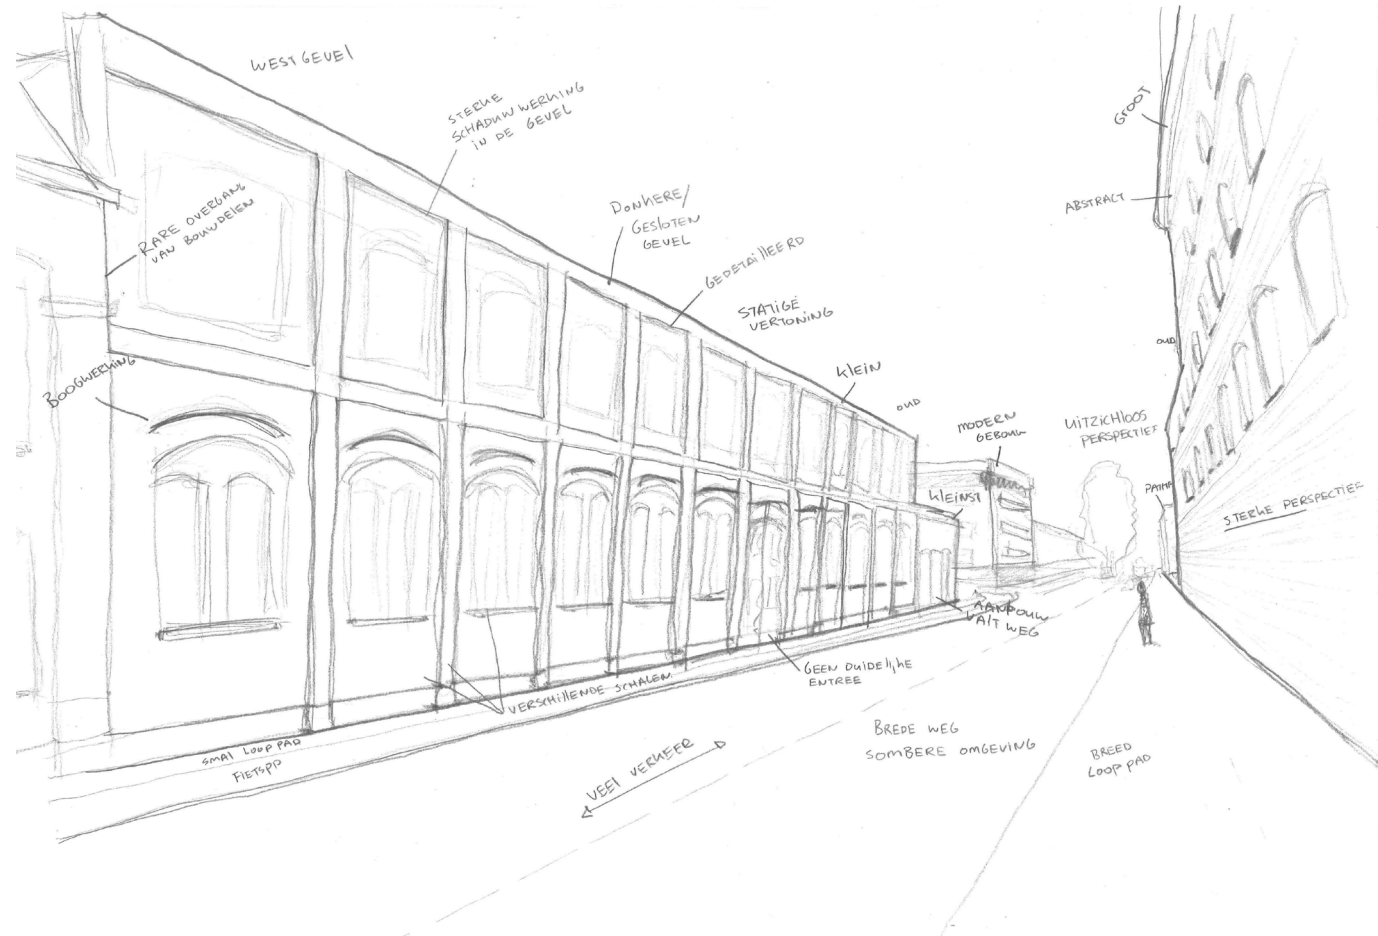 WESTGEVEL
STERKE
SCHADUWWERKING
IN DE GEVEL
GROOT
DONKERE/
GESLOTEN
GEVEL
ABSTRACT
RARE OVERGANG
VAN BOUWDELEN
GEDETAILLEERD
STATIGE
VERTONING
OUD
BOOGWERKING
KLEIN
OUD
MODERN
GEBOUW
UITZICHLOOS
PERSPECTIEF
KLEINST
STERKE PERSPECTIEF
AANBOUW
VALT WEG
GEEN DUIDELIJKE
ENTREE
VERSCHILLENDE SCHALEN
SMAL LOOPPAD
FIETSPD
VEEL VERKEER
BREDE WEG
SOMBERE OMGEVING
BREED
LOOPPAD